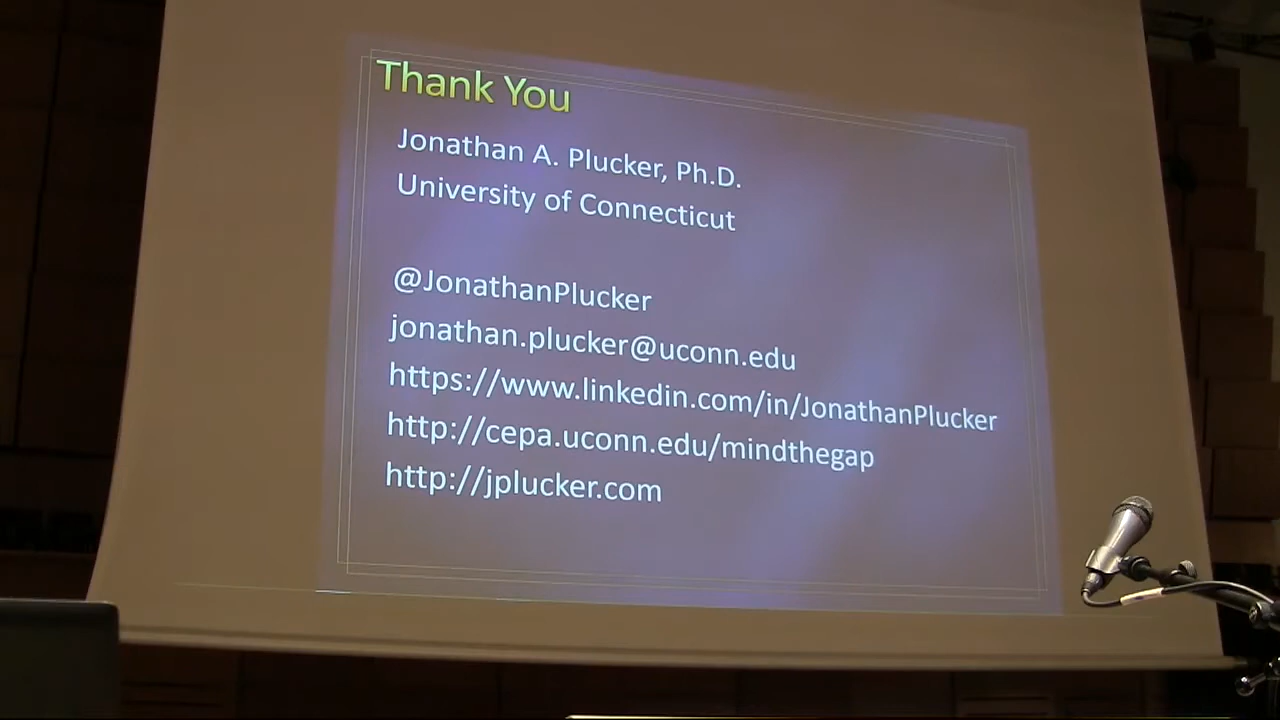 Thank You
Jonathan A. Plucker, Ph.D.
University of Connecticut
@JonathanPlucker
jonathan.plucker@uconn.edu
https://www.linkedin.com/in/JonathanPlucker
http://cepa.uconn.edu/mindthegap
http://jplucker.com